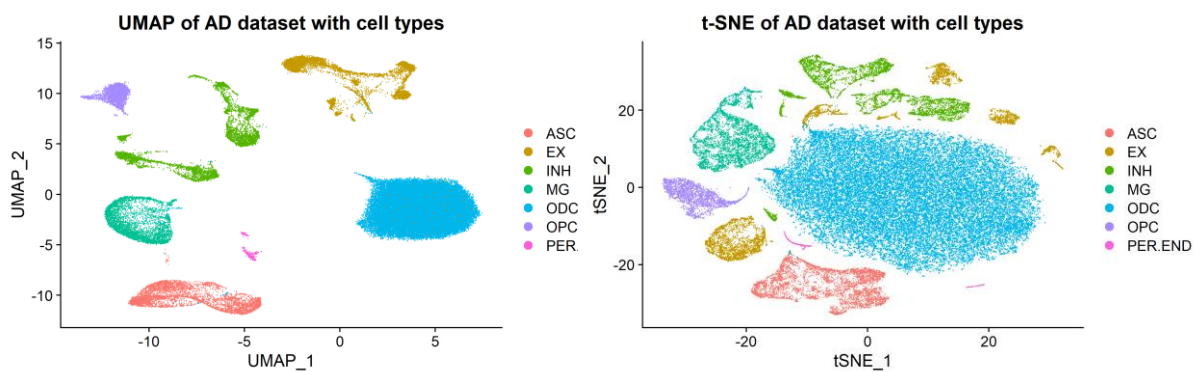 UMAP of AD dataset with cell types
15
10
5
0
-5
-10
UMAP_2
-10
-5
0
5
UMAP_1
ASC
EX
INH
MG
ODC
OPC
PER.
t-SNE of AD dataset with cell types
20
0
-20
tSNE_2
-20
0
20
tSNE_1
ASC
EX
INH
MG
ODC
OPC
PER.END